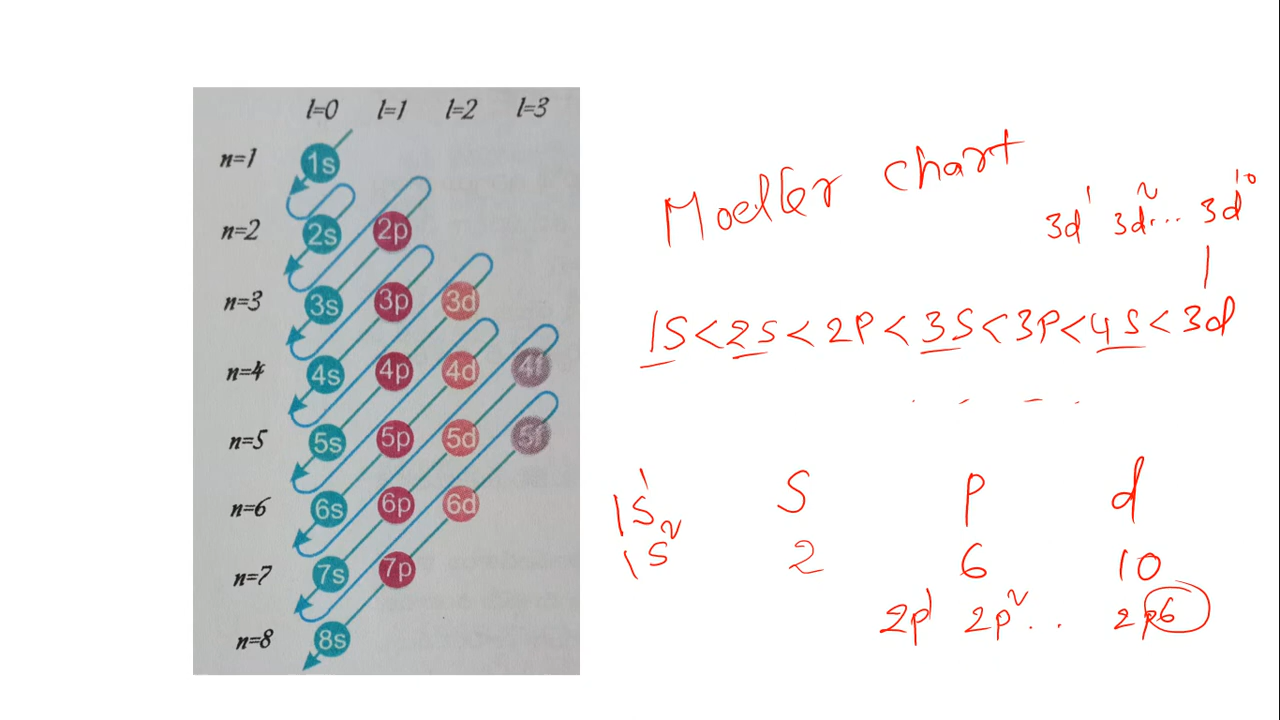 l=0 l=1 l=2 l=3
n=1 1s
n=2 2s 2p
n=3 3s 3p 3d
n=4 4s 4p 4d 4f
n=5 5s 5p 5d 5f
n=6 6s 6p 6d
n=7 7s 7p
n=8 8s
Moeller chart
3d¹ 3d²... 3d¹⁰
1S<2S<2P<3S<3P<4S<3d
. - - -
1S¹ S P d
1S² 2 6 10
2p¹ 2p² .. 2p6